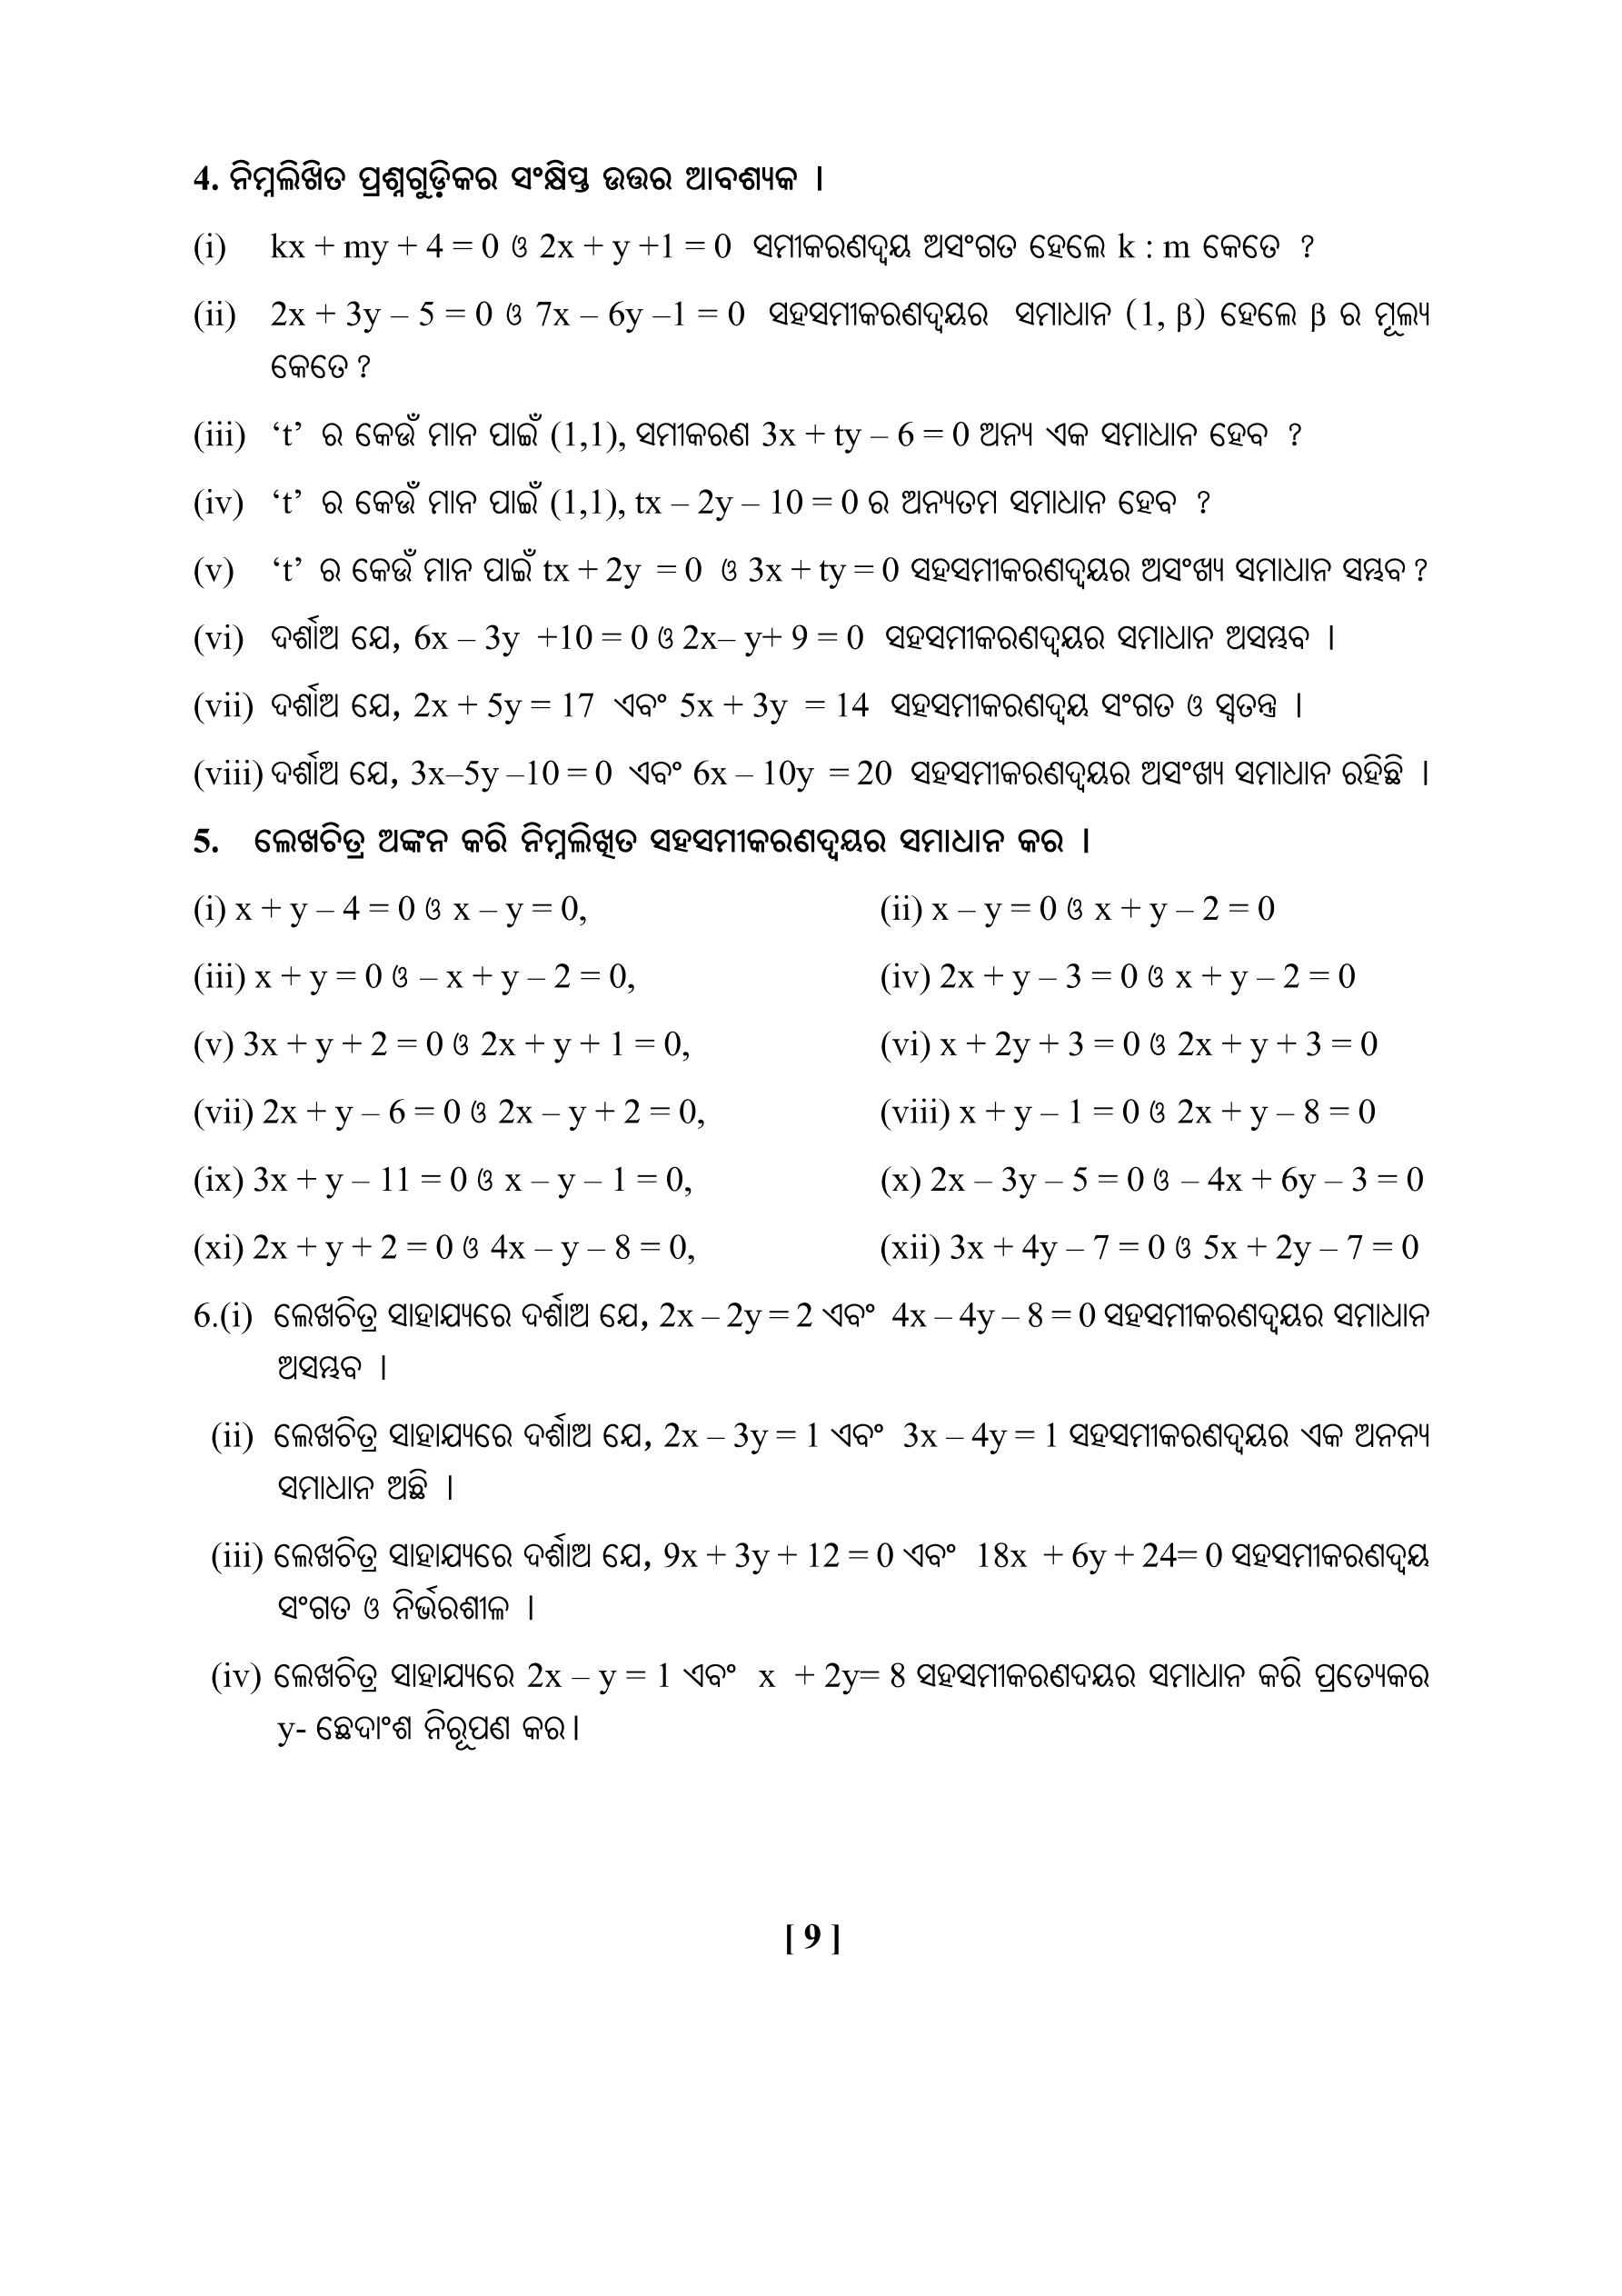 4. ନିମ୍ନଲିଖିତ ପ୍ରଶ୍ନଗୁଡ଼ିକର ସଂକ୍ଷିପ୍ତ ଉତ୍ତର ଆବଶ୍ୟକ ।
(i) kx + my + 4 = 0 ଓ 2x + y +1 = 0 ସମୀକରଣଦ୍ୱୟ ଅସଂଗତ ହେଲେ k : m କେତେ ?
(ii) 2x + 3y – 5 = 0 ଓ 7x – 6y –1 = 0 ସହସମୀକରଣଦ୍ୱୟର ସମାଧାନ (1, β) ହେଲେ β ର ମୂଲ୍ୟ
କେତେ ?
(iii) ‘t’ ର କେଉଁ ମାନ ପାଇଁ (1,1), ସମୀକରଣ 3x + ty – 6 = 0 ଅନ୍ୟ ଏକ ସମାଧାନ ହେବ ?
(iv) ‘t’ ର କେଉଁ ମାନ ପାଇଁ (1,1), tx – 2y – 10 = 0 ର ଅନ୍ୟତମ ସମାଧାନ ହେବ ?
(v) ‘t’ ର କେଉଁ ମାନ ପାଇଁ tx + 2y = 0 ଓ 3x + ty = 0 ସହସମୀକରଣଦ୍ୱୟର ଅସଂଖ୍ୟ ସମାଧାନ ସମ୍ଭବ ?
(vi) ଦର୍ଶାଅ ଯେ, 6x – 3y +10 = 0 ଓ 2x– y+ 9 = 0 ସହସମୀକରଣଦ୍ୱୟର ସମାଧାନ ଅସମ୍ଭବ ।
(vii) ଦର୍ଶାଅ ଯେ, 2x + 5y = 17 ଏବଂ 5x + 3y = 14 ସହସମୀକରଣଦ୍ୱୟ ସଂଗତ ଓ ସ୍ୱତନ୍ତ୍ର ।
(viii) ଦର୍ଶାଅ ଯେ, 3x–5y –10 = 0 ଏବଂ 6x – 10y = 20 ସହସମୀକରଣଦ୍ୱୟର ଅସଂଖ୍ୟ ସମାଧାନ ରହିଛି ।
5. ଲେଖଚିତ୍ର ଅଙ୍କନ କରି ନିମ୍ନଲିଖିତ ସହସମୀକରଣଦ୍ୱୟର ସମାଧାନ କର ।
(i) x + y – 4 = 0 ଓ x – y = 0, (ii) x – y = 0 ଓ x + y – 2 = 0
(iii) x + y = 0 ଓ – x + y – 2 = 0, (iv) 2x + y – 3 = 0 ଓ x + y – 2 = 0
(v) 3x + y + 2 = 0 ଓ 2x + y + 1 = 0, (vi) x + 2y + 3 = 0 ଓ 2x + y + 3 = 0
(vii) 2x + y – 6 = 0 ଓ 2x – y + 2 = 0, (viii) x + y – 1 = 0 ଓ 2x + y – 8 = 0
(ix) 3x + y – 11 = 0 ଓ x – y – 1 = 0, (x) 2x – 3y – 5 = 0 ଓ – 4x + 6y – 3 = 0
(xi) 2x + y + 2 = 0 ଓ 4x – y – 8 = 0, (xii) 3x + 4y – 7 = 0 ଓ 5x + 2y – 7 = 0
6.(i) ଲେଖଚିତ୍ର ସାହାଯ୍ୟରେ ଦର୍ଶାଅ ଯେ, 2x – 2y = 2 ଏବଂ 4x – 4y – 8 = 0 ସହସମୀକରଣଦ୍ୱୟର ସମାଧାନ
ଅସମ୍ଭବ ।
(ii) ଲେଖଚିତ୍ର ସାହାଯ୍ୟରେ ଦର୍ଶାଅ ଯେ, 2x – 3y = 1 ଏବଂ 3x – 4y = 1 ସହସମୀକରଣଦ୍ୱୟର ଏକ ଅନନ୍ୟ
ସମାଧାନ ଅଛି ।
(iii) ଲେଖଚିତ୍ର ସାହାଯ୍ୟରେ ଦର୍ଶାଅ ଯେ, 9x + 3y + 12 = 0 ଏବଂ 18x + 6y + 24= 0 ସହସମୀକରଣଦ୍ୱୟ
ସଂଗତ ଓ ନିର୍ଭରଶୀଳ ।
(iv) ଲେଖଚିତ୍ର ସାହାଯ୍ୟରେ 2x – y = 1 ଏବଂ x + 2y= 8 ସହସମୀକରଣଦୟର ସମାଧାନ କରି ପ୍ରତ୍ୟେକର
y- ଛେଦାଂଶ ନିରୂପଣ କର।
[ 9 ]